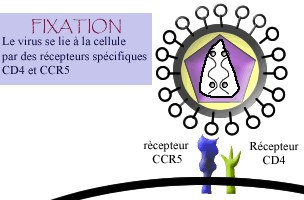 FIXATION
Le virus se lie à la cellule
par des récepteurs spécifiques
CD4 et CCR5
récepteur
CCR5
Récepteur
CD4